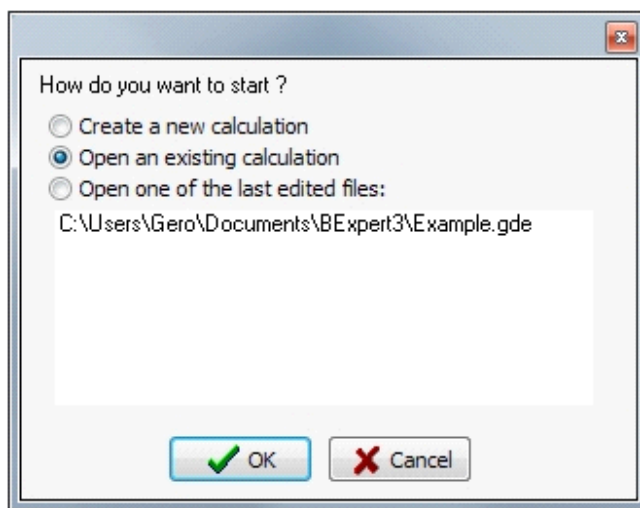 How do you want to start ?
Create a new calculation
Open an existing calculation
Open one of the last edited files:
C:\Users\Gero\Documents\BExpert3\Example.gde
OK
Cancel